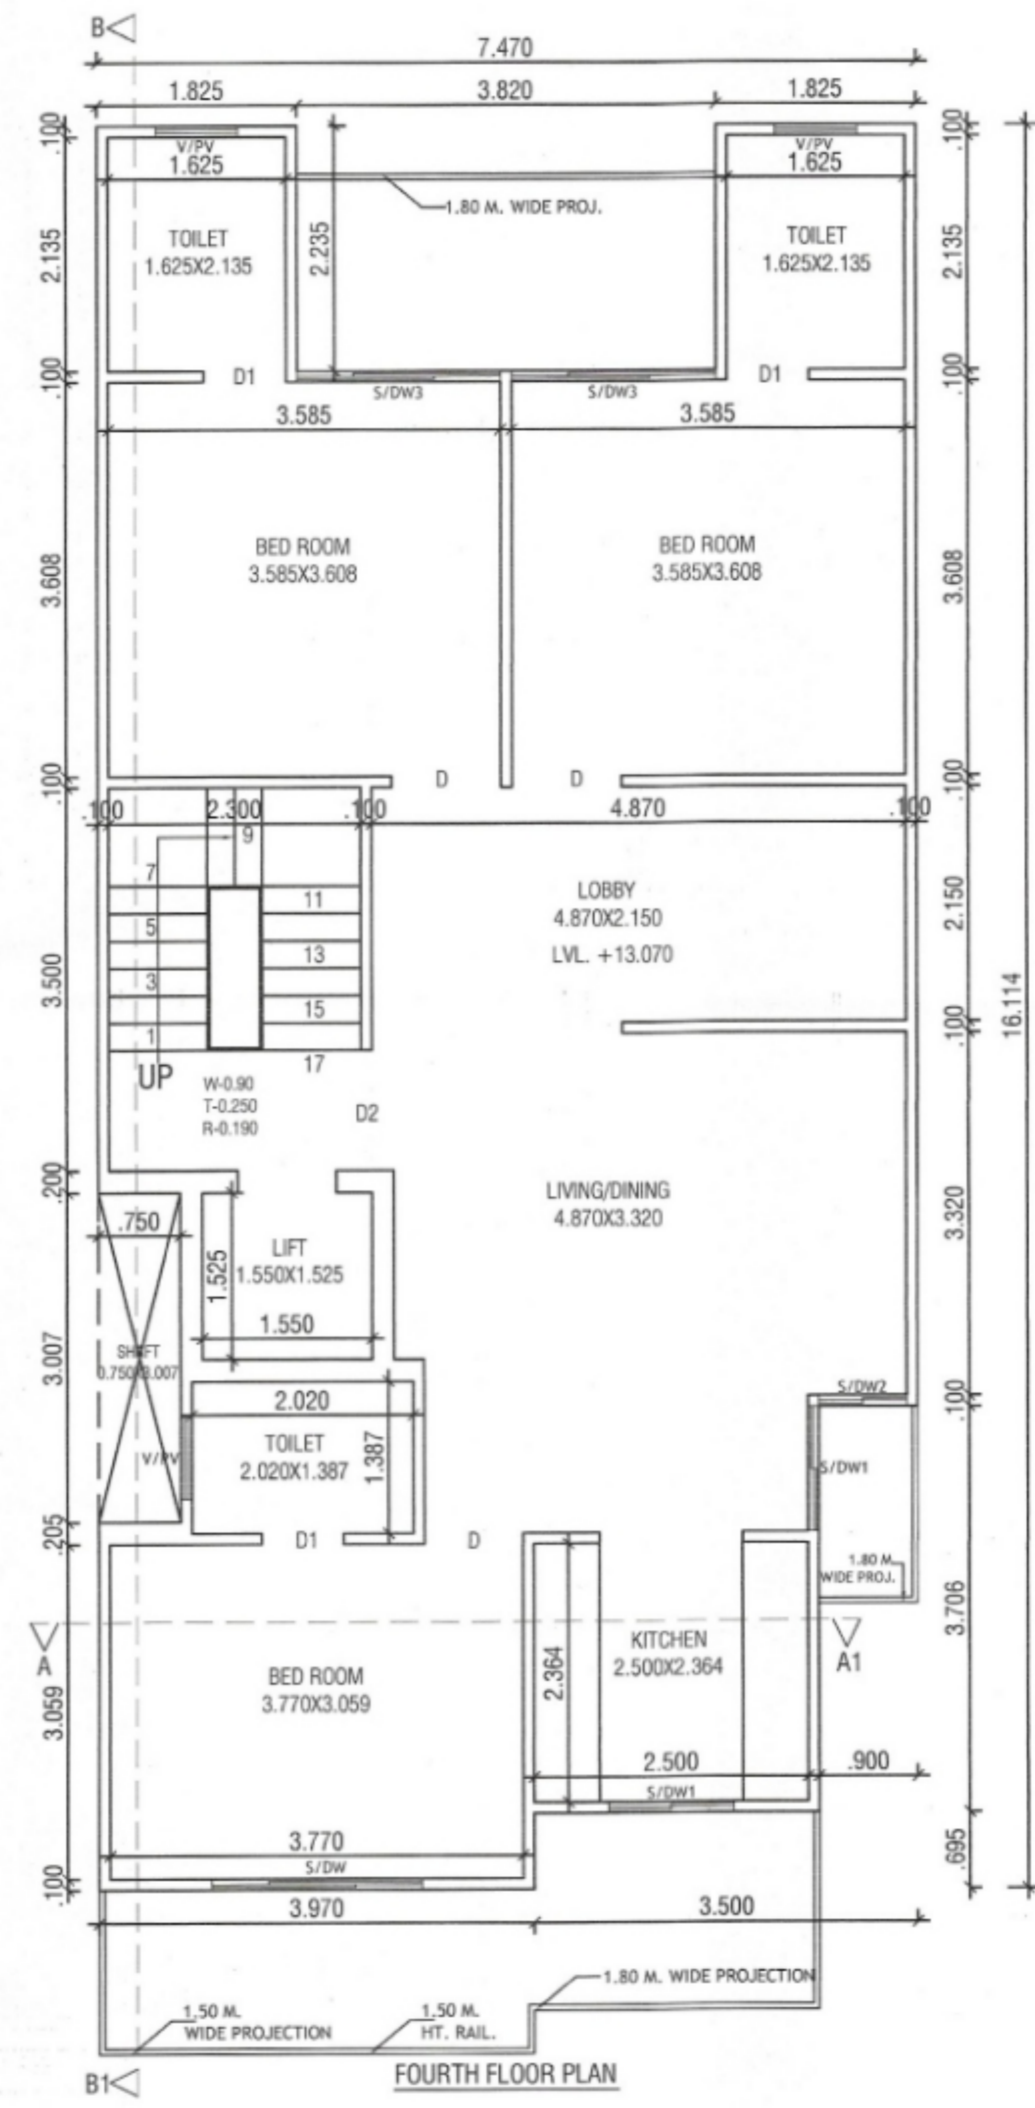 B
7.470
1.825
3.820
1.825
.100
V/PV
1.625
V/PV
1.625
.100
1.80 M. WIDE PROJ.
2.135
TOILET
1.625X2.135
2.235
TOILET
1.625X2.135
2.135
.100
D1
S/DW3
S/DW3
D1
.100
3.585
3.585
3.608
BED ROOM
3.585X3.608
BED ROOM
3.585X3.608
3.608
.100
D
D
.100
.100
2.300
.100
4.870
.100
9
7
11
5
13
3
15
1
17
3.500
LOBBY
4.870X2.150
LVL. +13.070
2.150
16.114
.100
UP
W-0.90
T-0.250
R-0.190
D2
.200
.750
LIVING/DINING
4.870X3.320
3.320
LIFT
1.550X1.525
1.525
1.550
3.007
SHAFT
0.750X3.007
S/DW2
.100
2.020
TOILET
2.020X1.387
1.387
V/PV
S/DW1
.205
D1
D
1.80 M.
WIDE PROJ.
3.706
A
A1
KITCHEN
2.500X2.364
2.364
BED ROOM
3.770X3.059
3.059
2.500
.900
S/DW1
3.770
S/DW
.695
.100
3.970
3.500
1.80 M. WIDE PROJECTION
1.50 M.
WIDE PROJECTION
1.50 M.
HT. RAIL.
FOURTH FLOOR PLAN
B1